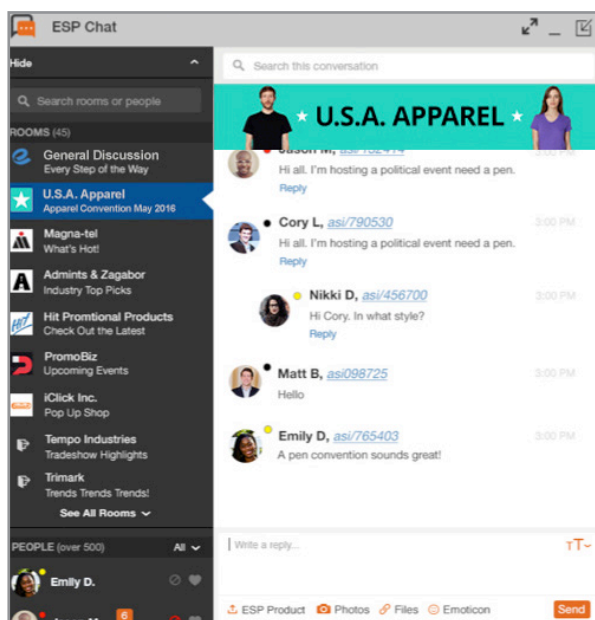 ESP Chat
Hide
Search rooms or people
ROOMS (45)
General Discussion
Every Step of the Way
U.S.A. Apparel
Apparel Convention May 2016
Magna-tel
What's Hot!
Admints & Zagabor
Industry Top Picks
Hit Promtional Products
Check Out the Latest
PromoBiz
Upcoming Events
iClick Inc.
Pop Up Shop
Tempo Industries
Tradeshow Highlights
Trimark
Trends Trends Trends!
See All Rooms
PEOPLE (over 500) All
Emily D.
6
Search this conversation
U.S.A. APPAREL
Jason M, 3:00 PM
Hi all. I'm hosting a political event need a pen.
Reply
Cory L, asi/790530 3:00 PM
Hi all. I'm hosting a political event need a pen.
Reply
Nikki D, asi/456700
Hi Cory. In what style?
Reply
Matt B, asi098725 3:00 PM
Hello
Emily D, asi/765403 3:00 PM
A pen convention sounds great!
Write a reply...
TT
ESP Product Photos Files Emoticon Send